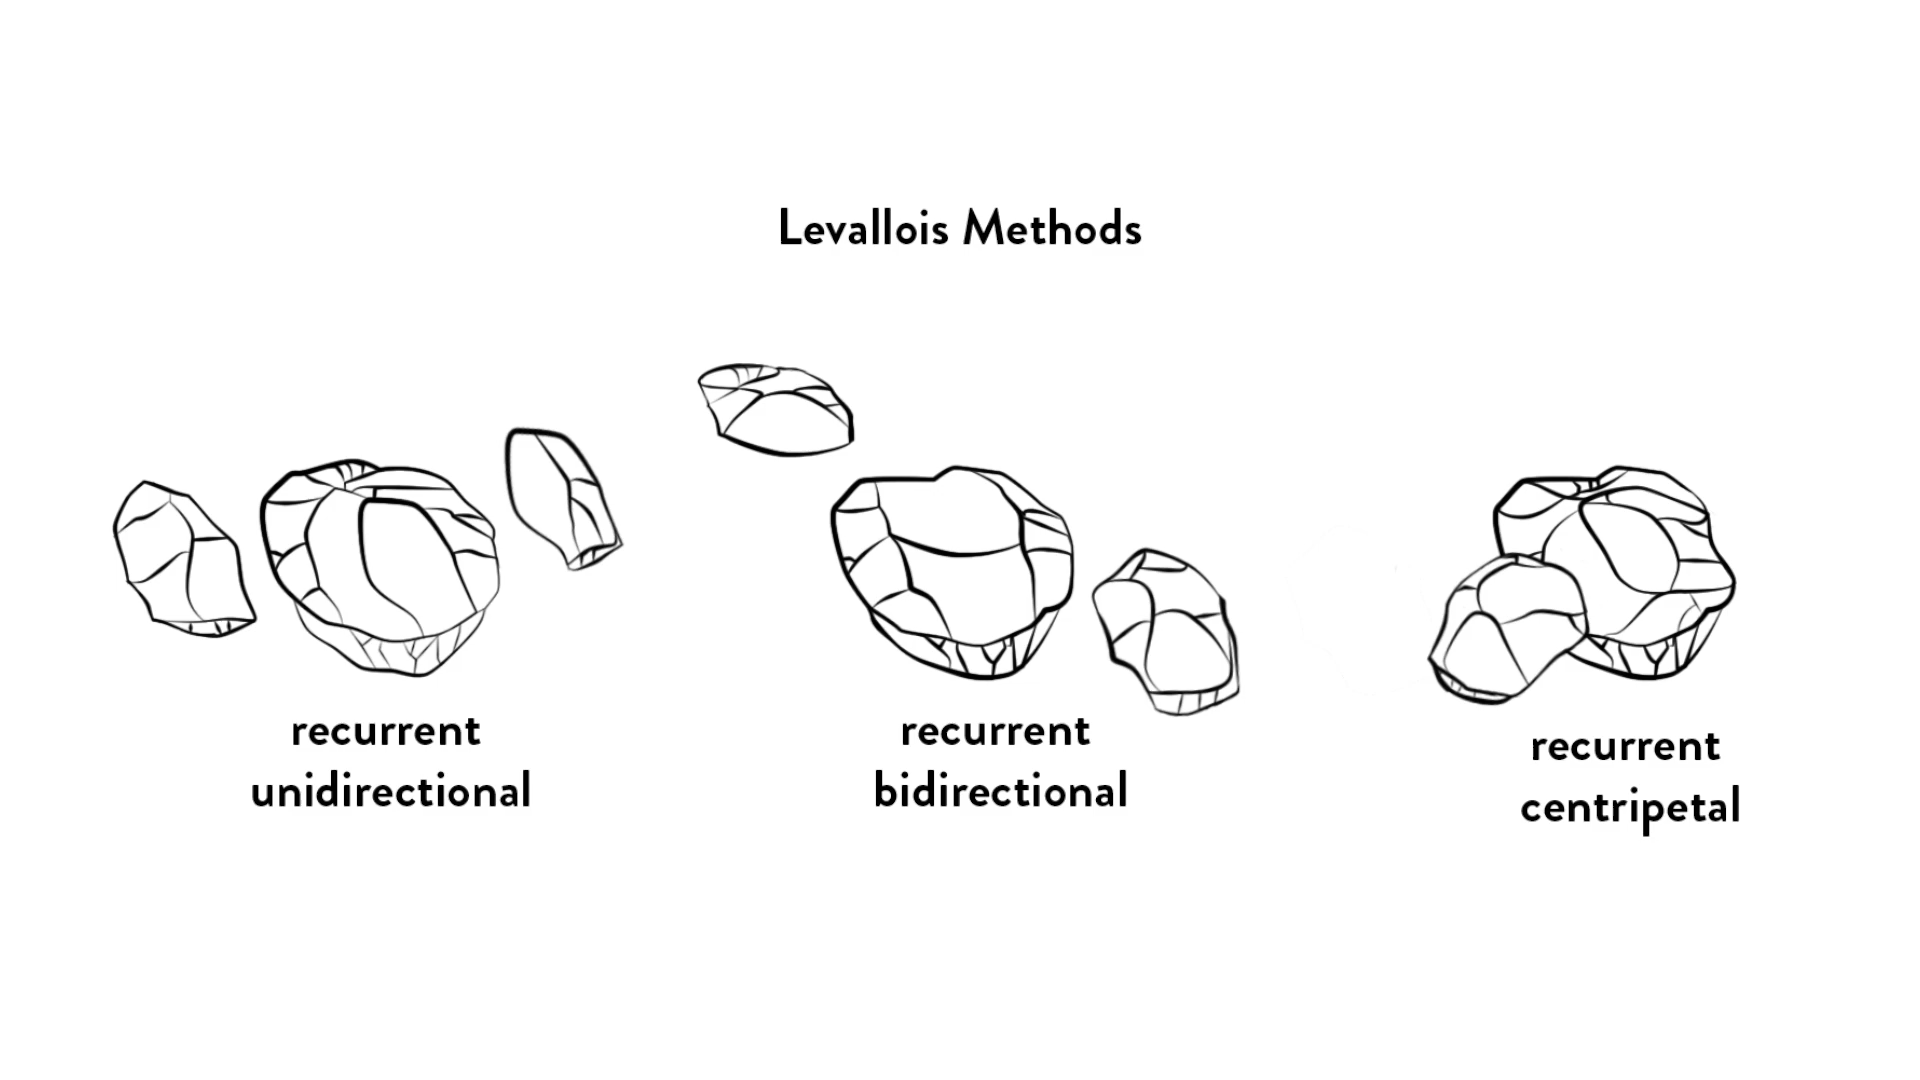 Levallois Methods
recurrent
unidirectional
recurrent
bidirectional
recurrent
centripetal